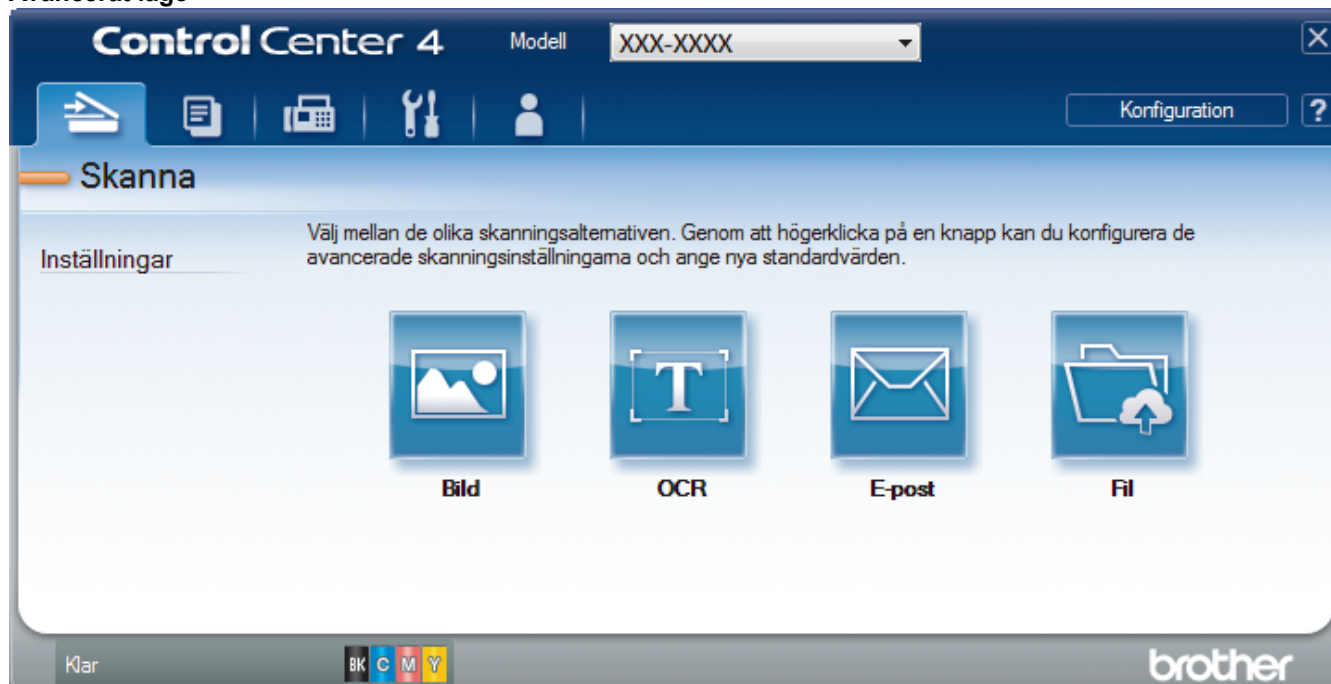 ControlCenter 4 Modell XXX-XXXX
Konfiguration ?
Skanna
Inställningar
Välj mellan de olika skanningsalternativen. Genom att högerklicka på en knapp kan du konfigurera de
avancerade skanningsinställningarna och ange nya standardvärden.
T
Bild OCR E-post Fil
Klar BK C M Y brother